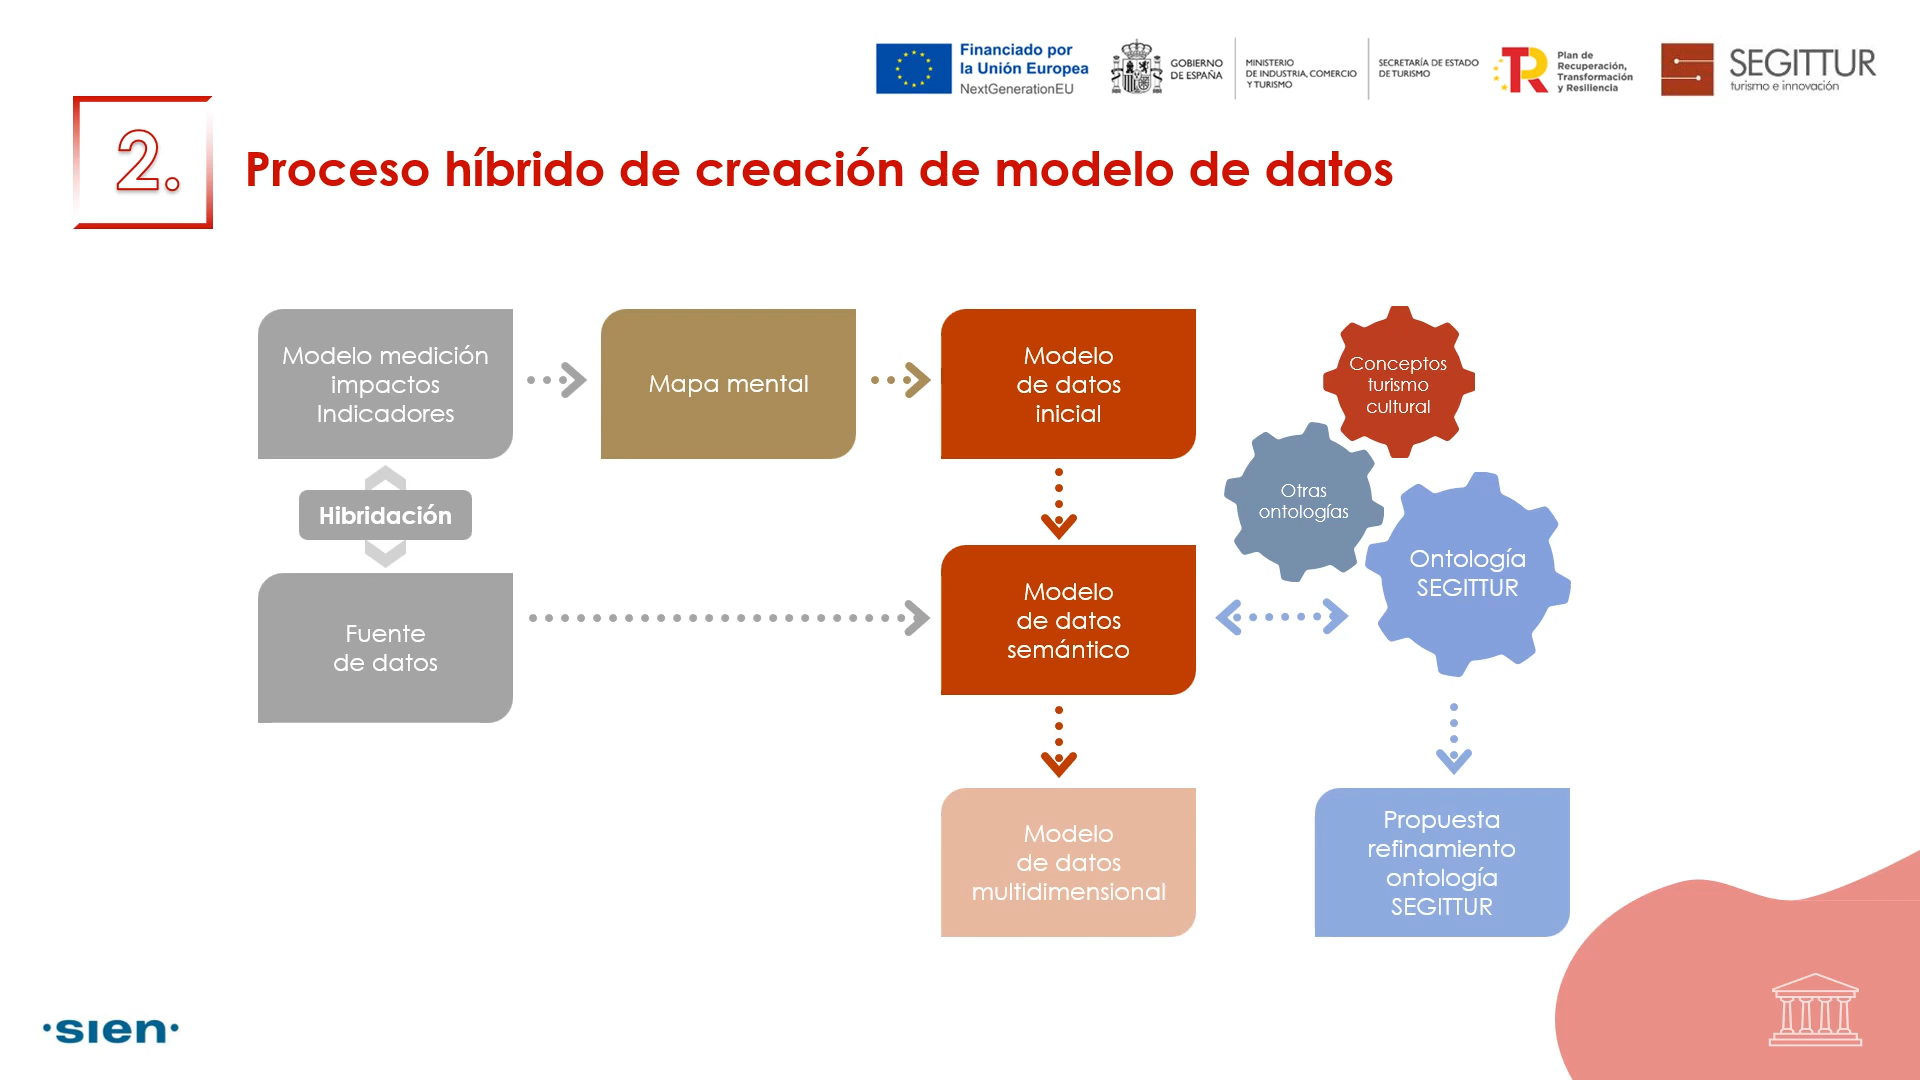 Financiado por
la Unión Europea
NextGenerationEU
GOBIERNO
DE ESPAÑA
MINISTERIO
DE INDUSTRIA, COMERCIO
Y TURISMO
SECRETARÍA DE ESTADO
DE TURISMO
TR
Plan de
Recuperación,
Transformación
y Resiliencia
SEGITTUR
turismo e innovación
2.
Proceso híbrido de creación de modelo de datos
Modelo medición
impactos
Indicadores
Mapa mental
Modelo
de datos
inicial
Conceptos
turismo
cultural
Otras
ontologías
Hibridación
Ontología
SEGITTUR
Fuente
de datos
Modelo
de datos
semántico
Modelo
de datos
multidimensional
Propuesta
refinamiento
ontología
SEGITTUR
·sien·